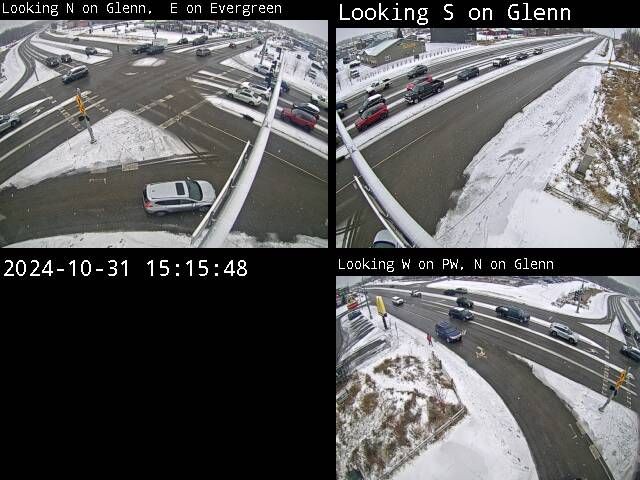 Looking N on Glenn,  E on Evergreen
Looking S on Glenn
2024-10-31 15:15:48
Looking W on PW, N on Glenn